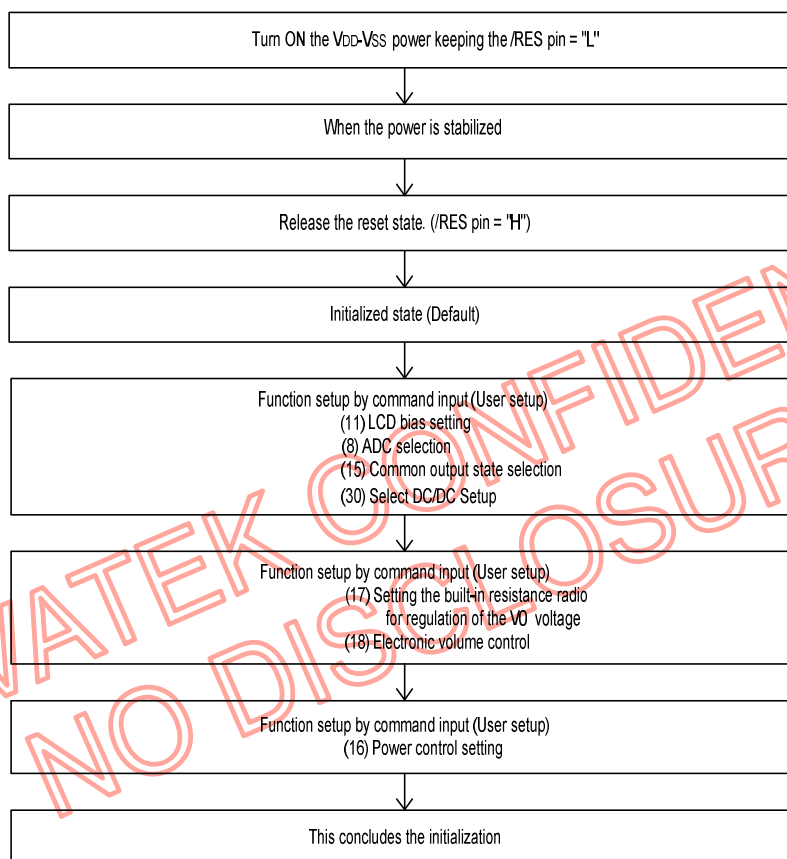 Turn ON the VDD-VSS power keeping the /RES pin = "L"
When the power is stabilized
Release the reset state. (/RES pin = "H")
Initialized state (Default)
Function setup by command input (User setup)
(11) LCD bias setting
(8) ADC selection
(15) Common output state selection
(30) Select DC/DC Setup
Function setup by command input (User setup)
(17) Setting the built-in resistance radio
for regulation of the V0 voltage
(18) Electronic volume control
Function setup by command input (User setup)
(16) Power control setting
This concludes the initialization
VATEK CONFIDEN
NO DISCLOSUR